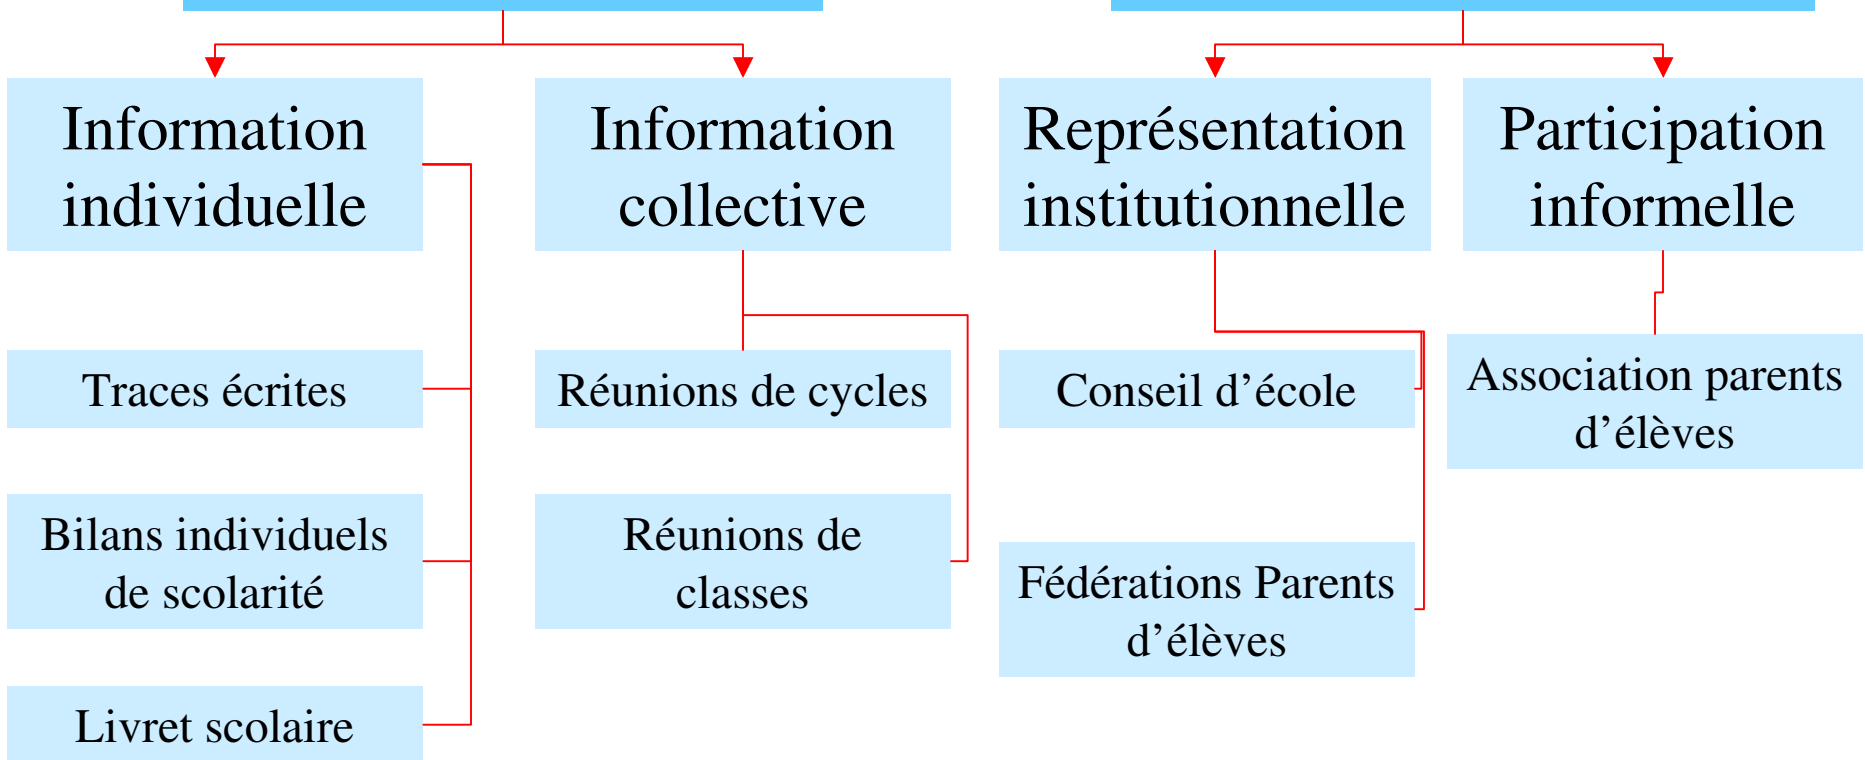 Information
individuelle
Information
collective
Représentation
institutionnelle
Participation
informelle
Traces écrites
Réunions de cycles
Conseil d’école
Association parents
d’élèves
Bilans individuels
de scolarité
Réunions de
classes
Fédérations Parents
d’élèves
Livret scolaire